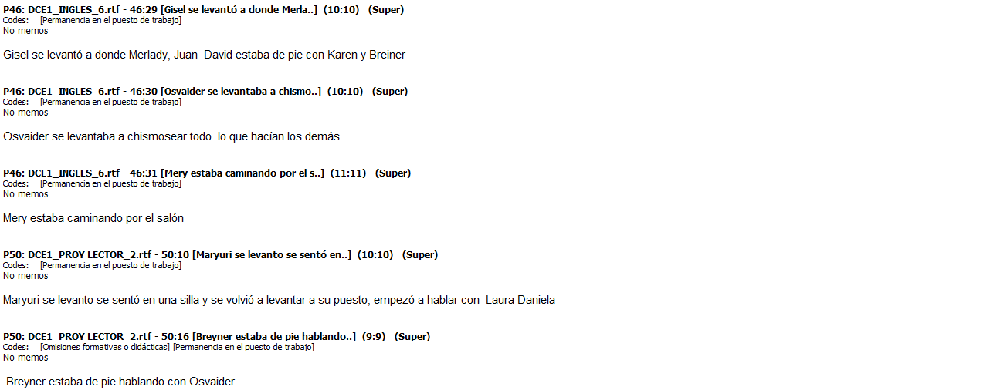 P46: DCE1_INGLES_6.rtf - 46:29 [Gisel se levantó a donde Merla..]  (10:10)   (Super)
Codes:    [Permanencia en el puesto de trabajo]
No memos
Gisel se levantó a donde Merlady, Juan  David estaba de pie con Karen y Breiner
P46: DCE1_INGLES_6.rtf - 46:30 [Osvaider se levantaba a chismo..]  (10:10)   (Super)
Codes:    [Permanencia en el puesto de trabajo]
No memos
Osvaider se levantaba a chismosear todo  lo que hacían los demás.
P46: DCE1_INGLES_6.rtf - 46:31 [Mery estaba caminando por el s..]  (11:11)   (Super)
Codes:    [Permanencia en el puesto de trabajo]
No memos
Mery estaba caminando por el salón
P50: DCE1_PROY LECTOR_2.rtf - 50:10 [Maryuri se levanto se sentó en..]  (10:10)   (Super)
Codes:    [Permanencia en el puesto de trabajo]
No memos
Maryuri se levanto se sentó en una silla y se volvió a levantar a su puesto, empezó a hablar con  Laura Daniela
P50: DCE1_PROY LECTOR_2.rtf - 50:16 [Breyner estaba de pie hablando..]  (9:9)   (Super)
Codes:    [Omisiones formativas o didácticas] [Permanencia en el puesto de trabajo]
No memos
Breyner estaba de pie hablando con Osvaider